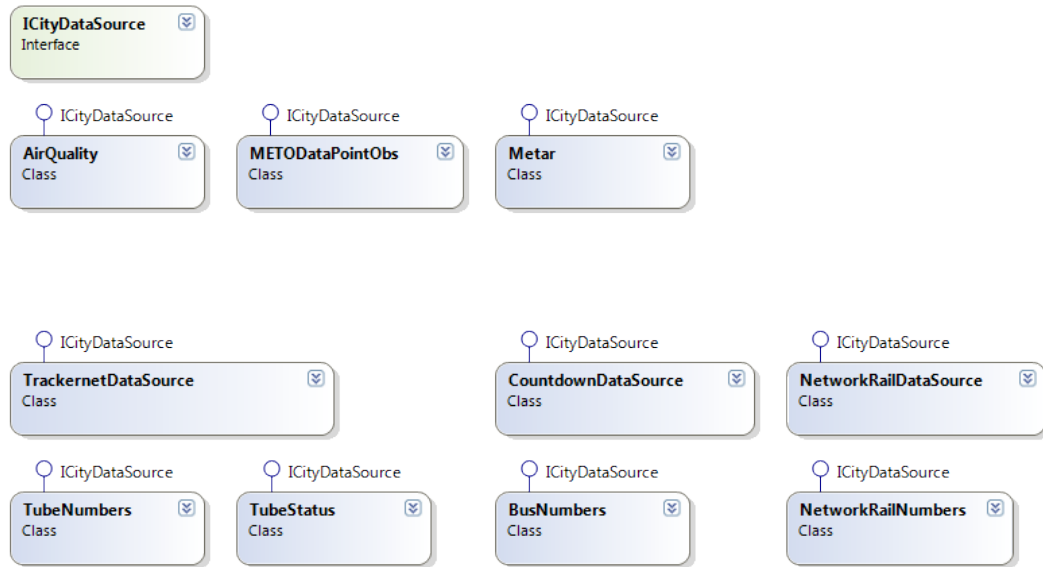 ICityDataSource
Interface
ICityDataSource
ICityDataSource
ICityDataSource
AirQuality
METODataPointObs
Metar
Class
Class
Class
ICityDataSource
ICityDataSource
ICityDataSource
TrackernetDataSource
CountdownDataSource
NetworkRailDataSource
Class
Class
Class
ICityDataSource
ICityDataSource
ICityDataSource
ICityDataSource
TubeNumbers
TubeStatus
BusNumbers
NetworkRailNumbers
Class
Class
Class
Class